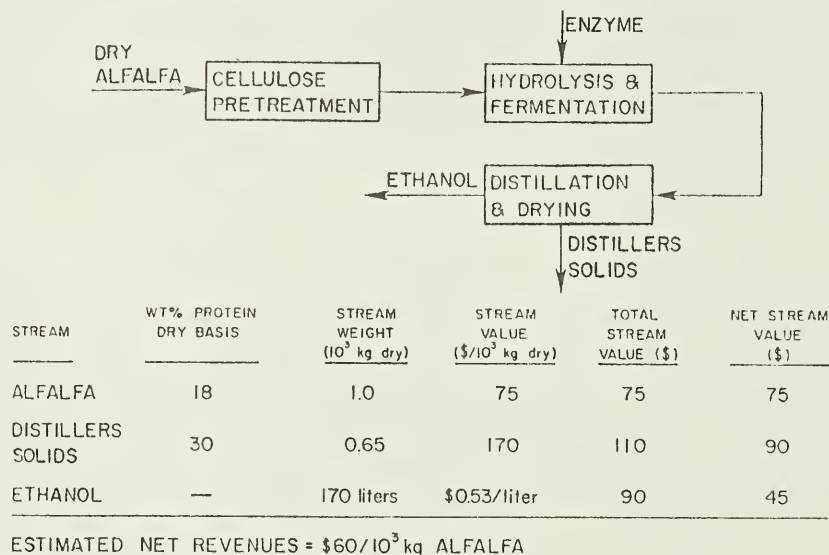 ENZYME
DRY
ALFALFA
CELLULOSE
PRETREATMENT
HYDROLYSIS &
FERMENTATION
ETHANOL
DISTILLATION
& DRYING
DISTILLERS
SOLIDS
STREAM
WT% PROTEIN
DRY BASIS
STREAM
WEIGHT
(10³ kg dry)
STREAM
VALUE
($/10³ kg dry)
TOTAL
STREAM
VALUE ($)
NET STREAM
VALUE
($)
ALFALFA 18 1.0 75 75 75
DISTILLERS
SOLIDS 30 0.65 170 110 90
ETHANOL — 170 liters $0.53/liter 90 45
ESTIMATED NET REVENUES = $60/10³ kg ALFALFA